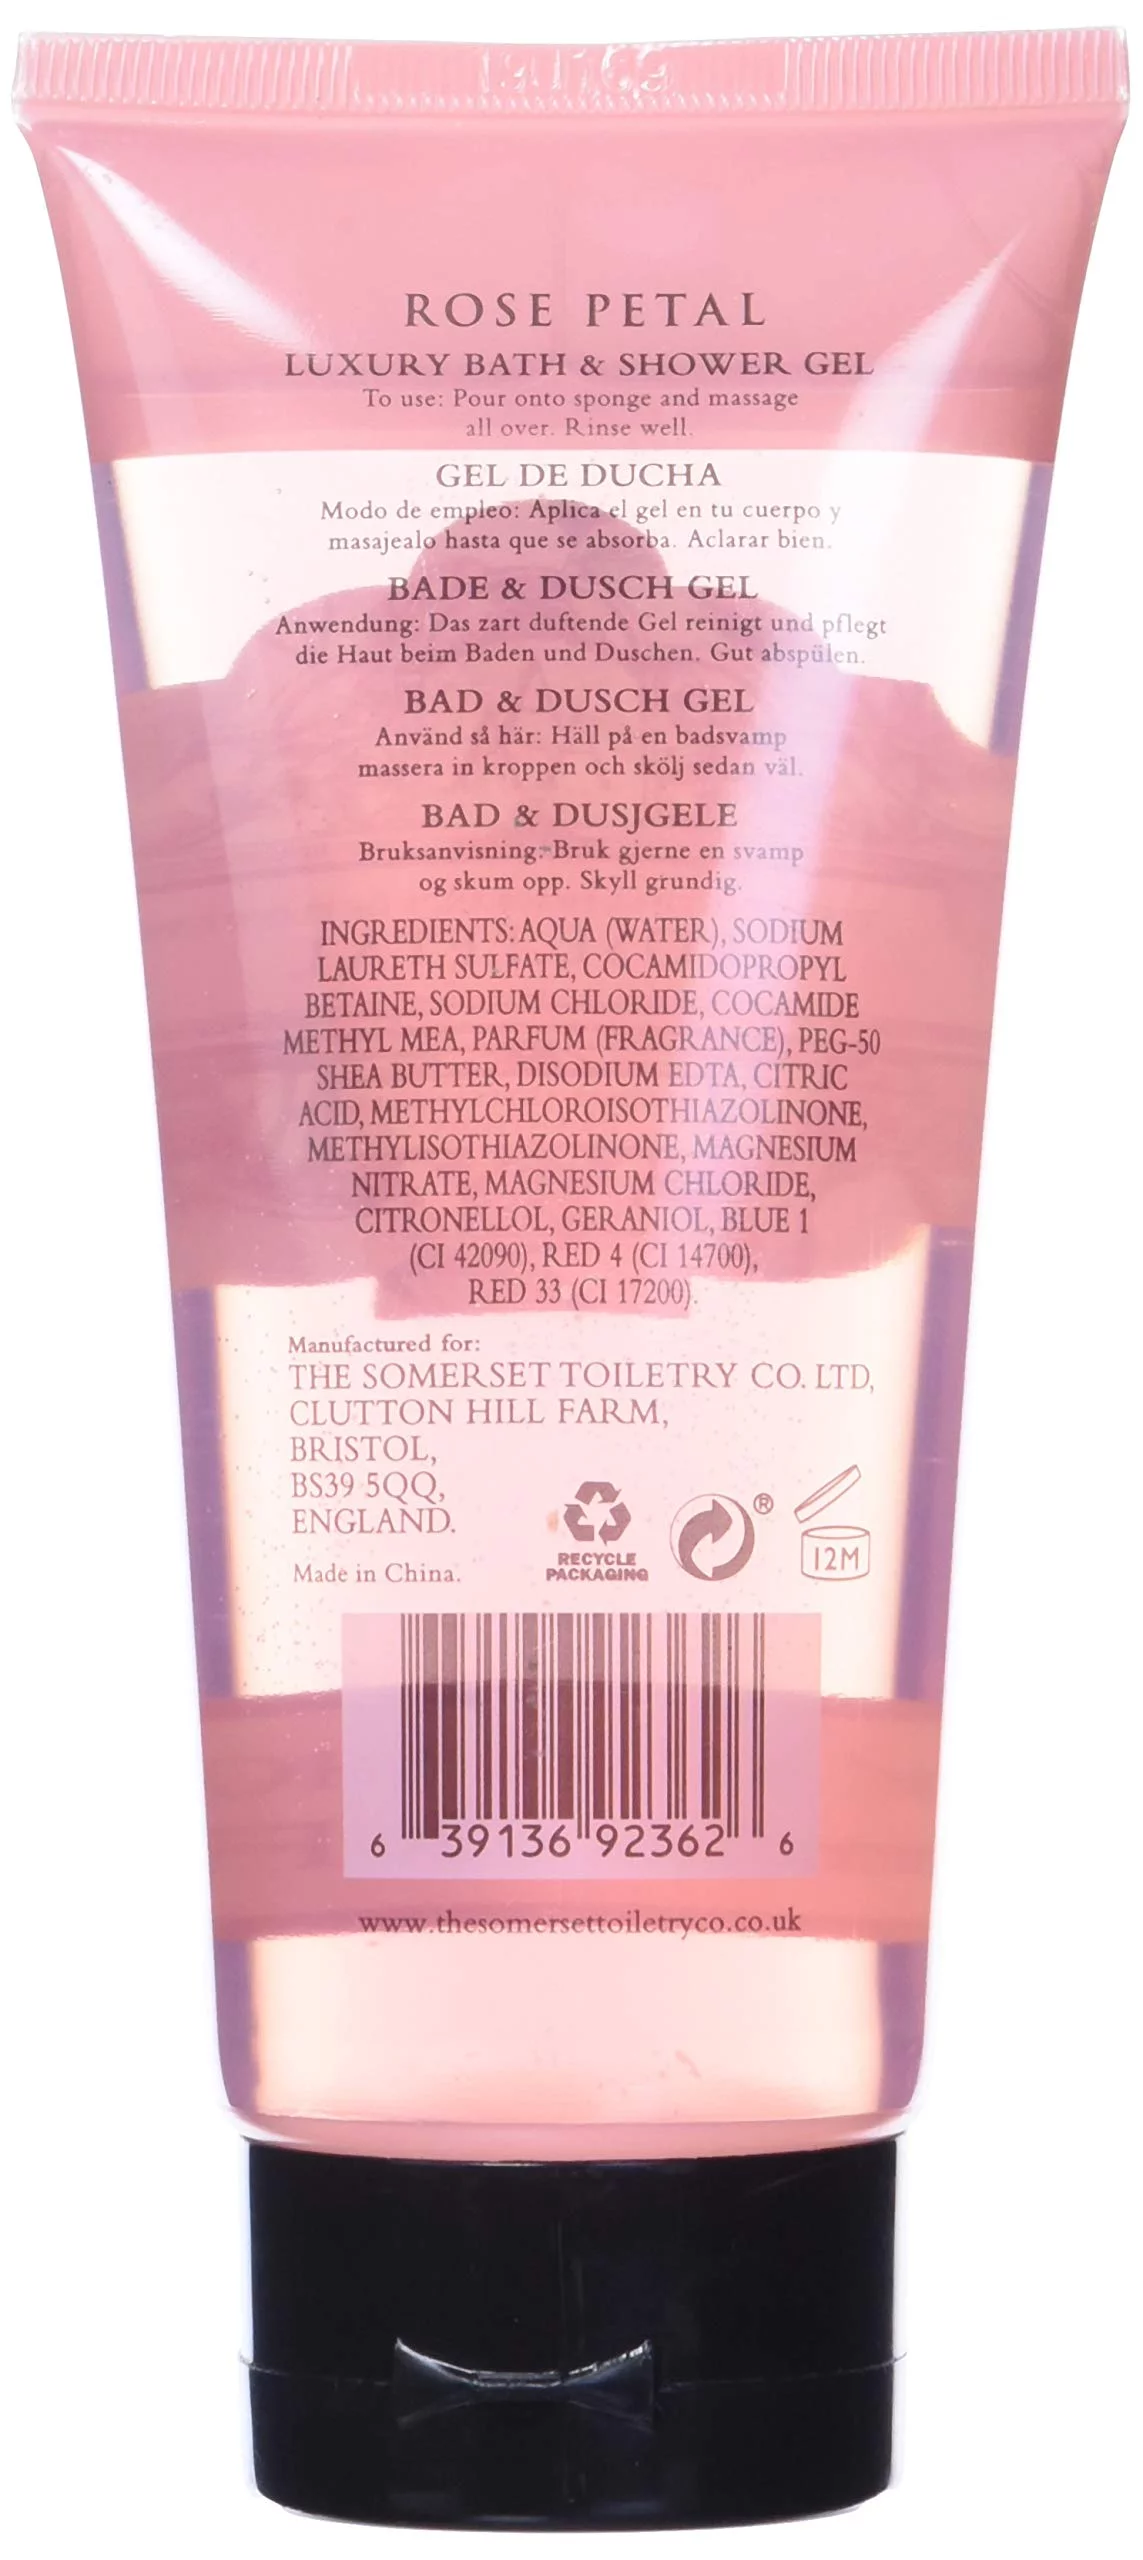 ROSE PETAL
LUXURY BATH & SHOWER GEL
To use: Pour onto sponge and massage
all over. Rinse well.
GEL DE DUCHA
Modo de empleo: Aplica el gel en tu cuerpo y
masajealo hasta que se absorba. Aclarar bien.
BADE & DUSCH GEL
Anwendung: Das zart duftende Gel reinigt und pflegt
die Haut beim Baden und Duschen. Gut abspülen.
BAD & DUSCH GEL
Använd så här: Häll på en badsvamp
massera in kroppen och skölj sedan väl.
BAD & DUSJGELE
Bruksanvisning: Bruk gjerne en svamp
og skum opp. Skyll grundig.
INGREDIENTS: AQUA (WATER), SODIUM
LAURETH SULFATE, COCAMIDOPROPYL
BETAINE, SODIUM CHLORIDE, COCAMIDE
METHYL MEA, PARFUM (FRAGRANCE), PEG-50
SHEA BUTTER, DISODIUM EDTA, CITRIC
ACID, METHYLCHLOROISOTHIAZOLINONE,
METHYLISOTHIAZOLINONE, MAGNESIUM
NITRATE, MAGNESIUM CHLORIDE,
CITRONELLOL, GERANIOL, BLUE 1
(CI 42090), RED 4 (CI 14700),
RED 33 (CI 17200).
Manufactured for:
THE SOMERSET TOILETRY CO. LTD,
CLUTTON HILL FARM,
BRISTOL,
BS39 5QQ,
ENGLAND.
Made in China.
RECYCLE
PACKAGING
®
12M
6 39136 92362 6
www.thesomersettoiletryco.co.uk